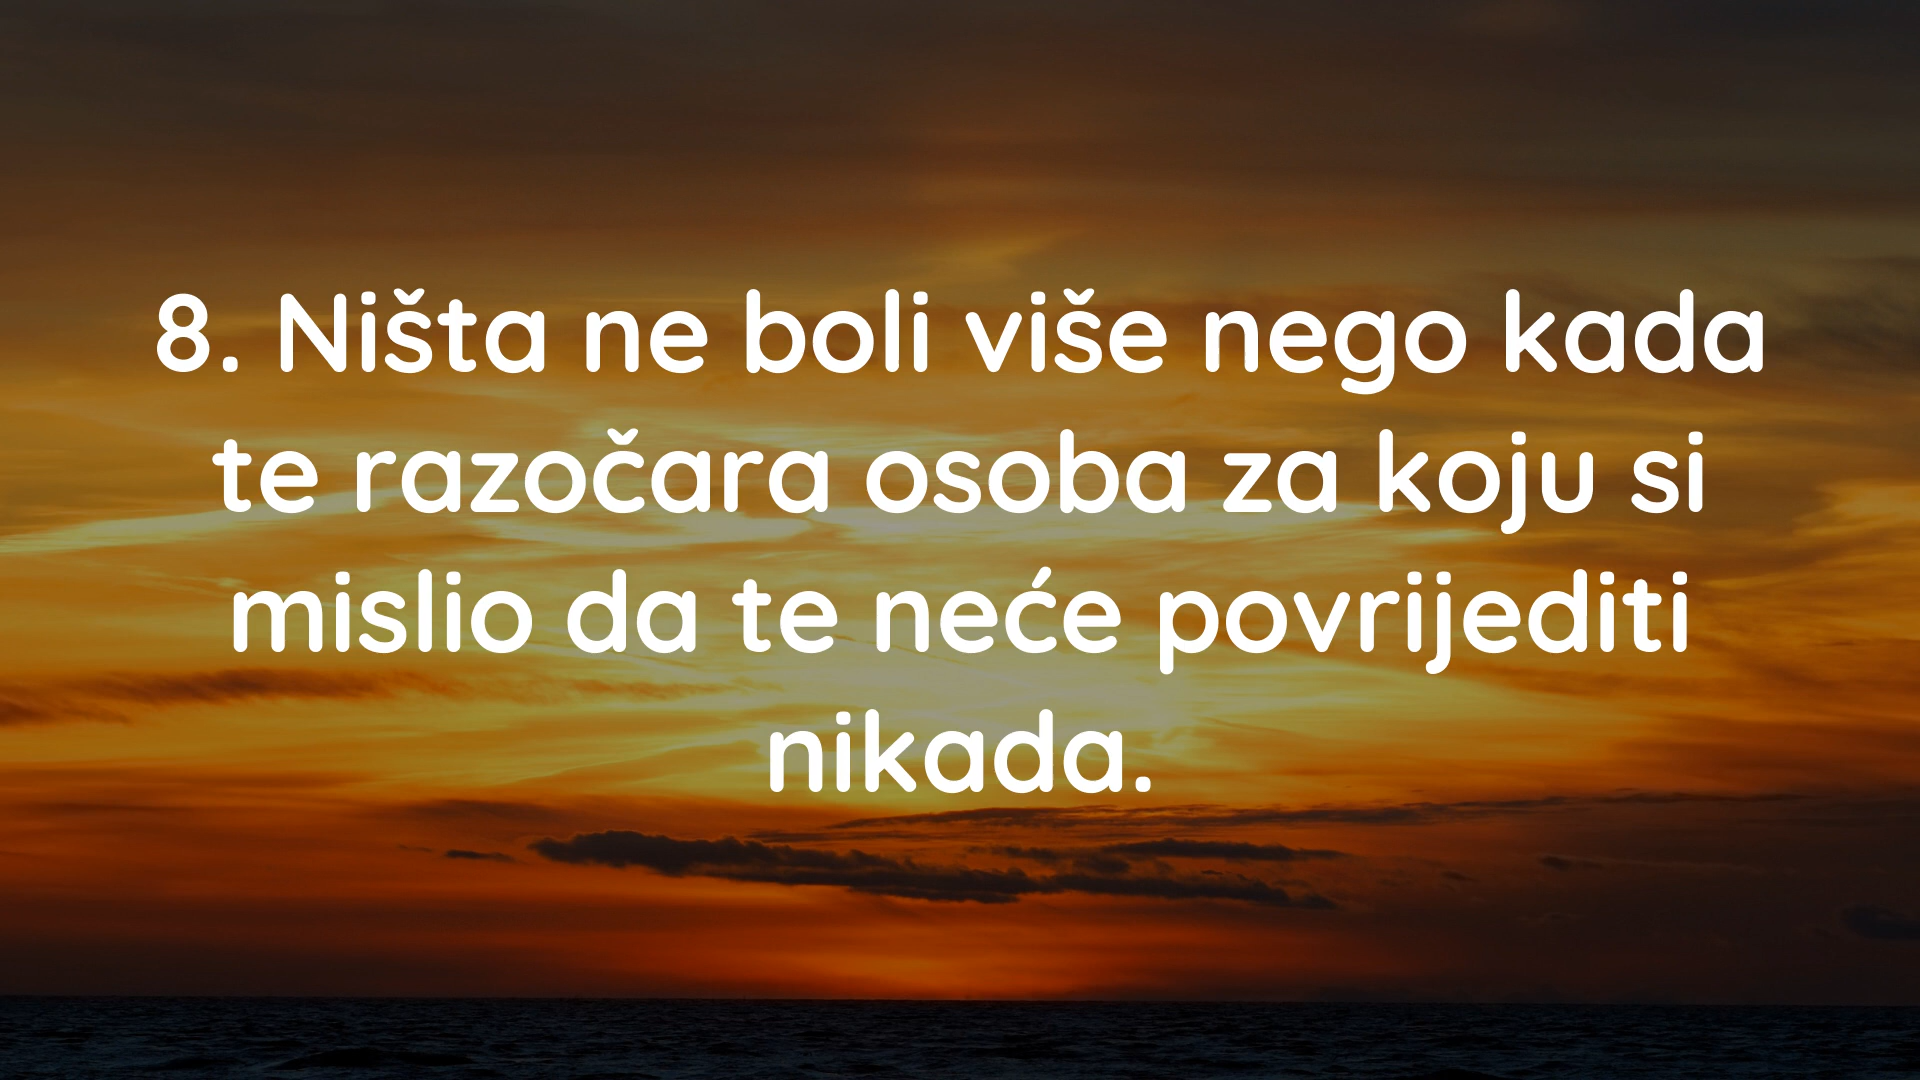 8. Ništa ne boli više nego kada
te razočara osoba za koju si
mislio da te neće povrijediti
nikada.